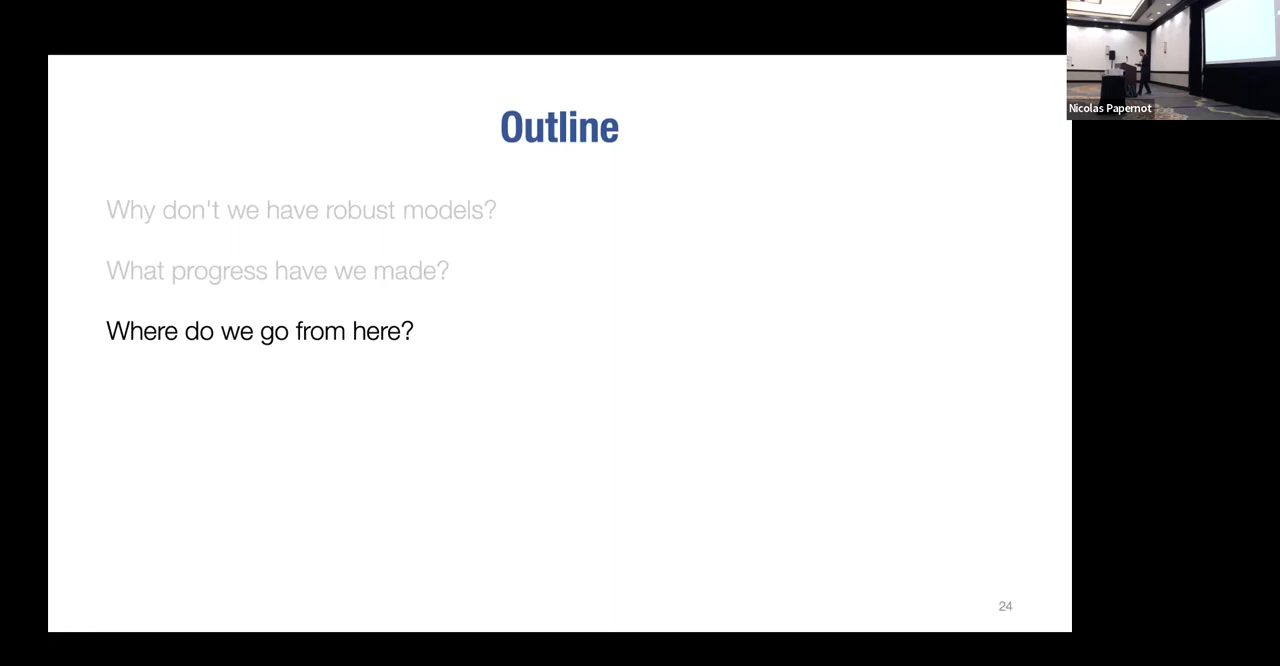 Outline
Why don't we have robust models?
What progress have we made?
Where do we go from here?
24
Nicolas Papernot